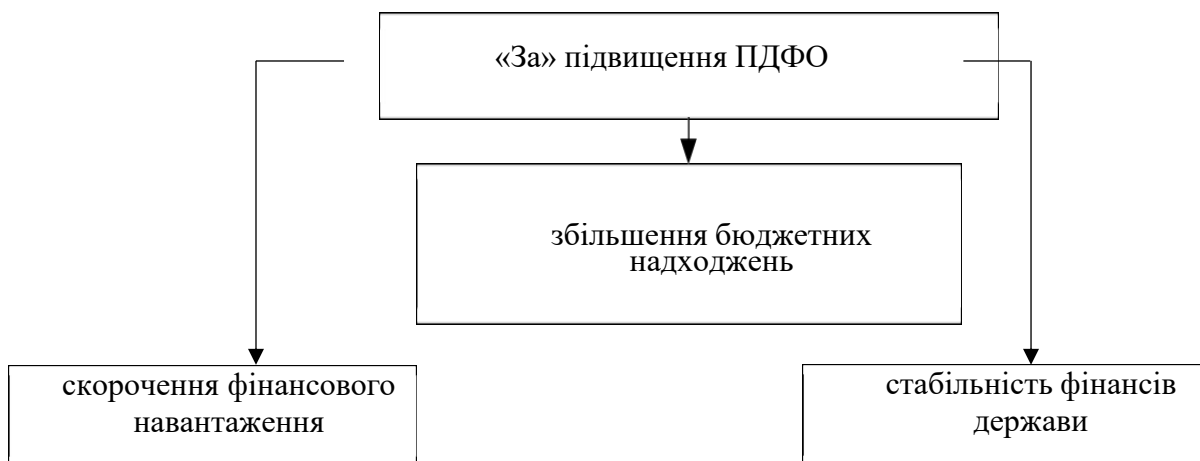 «За» підвищення ПДФО
збільшення бюджетних
надходжень
скорочення фінансового
навантаження
стабільність фінансів
держави